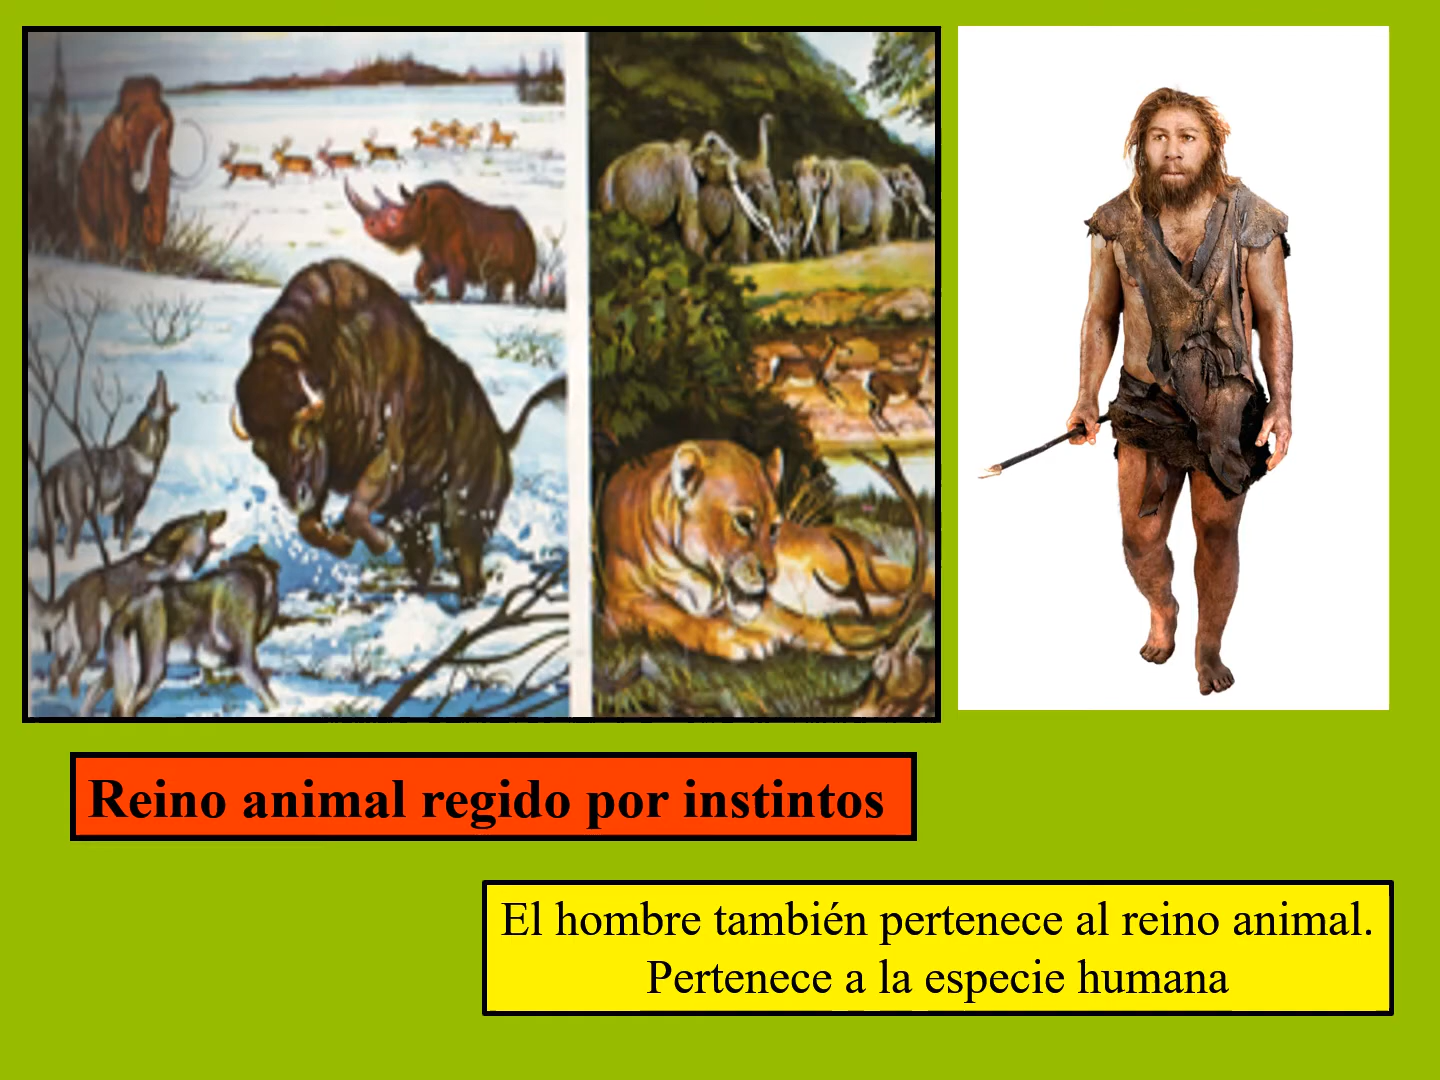 Reino animal regido por instintos
El hombre también pertenece al reino animal.
Pertenece a la especie humana